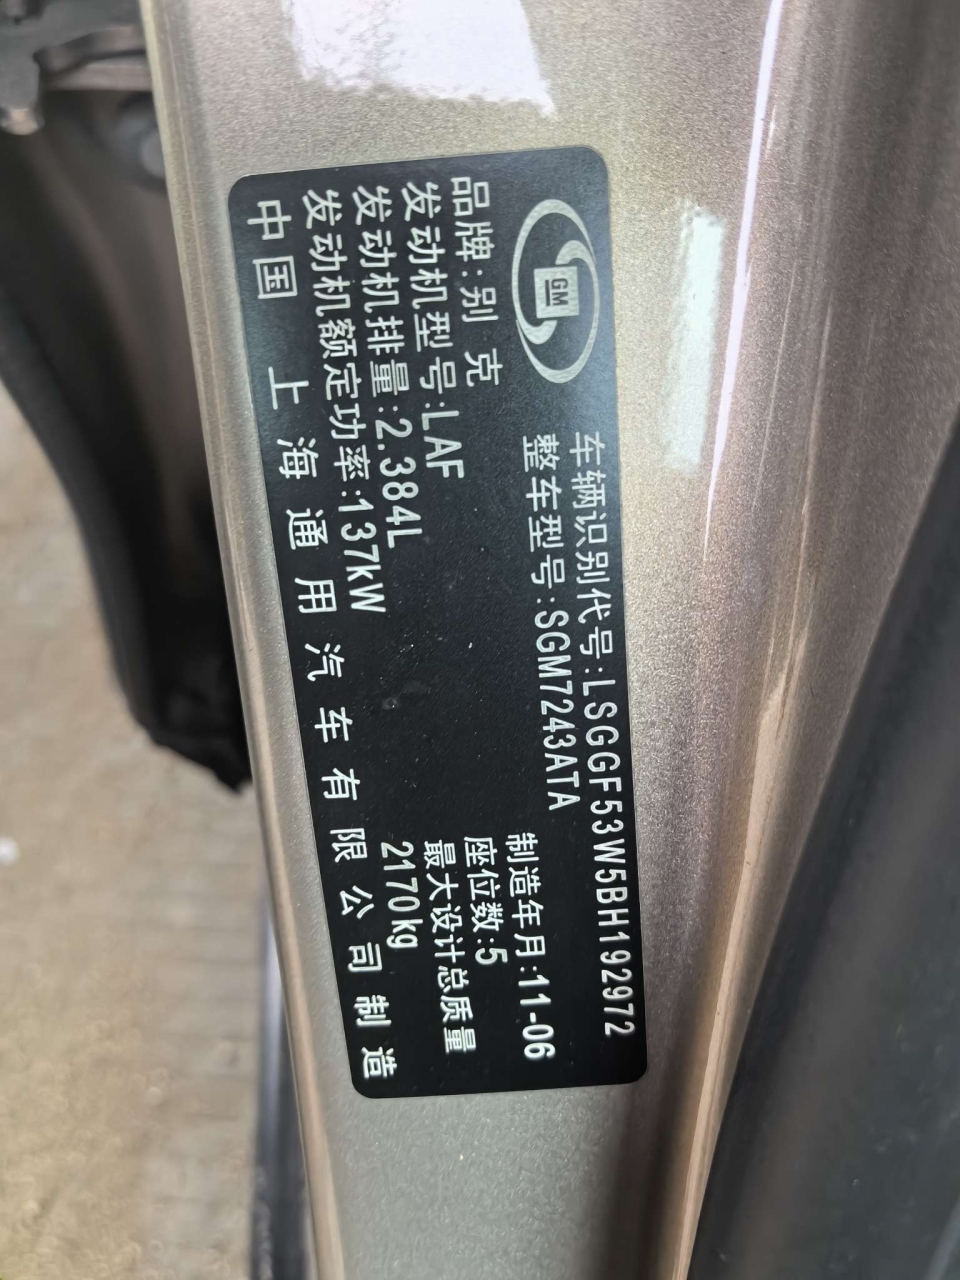 GM
车辆识别代号:LSGGF53W5BH192972
整车型号:SGM7243ATA
品牌:别 克
制造年月:11-06
发动机型号:LAF
座位数:5
发动机排量:2.384L
最大设计总质量
发动机额定功率:137kW
2170kg
中国 上海通用汽车有限公司制造